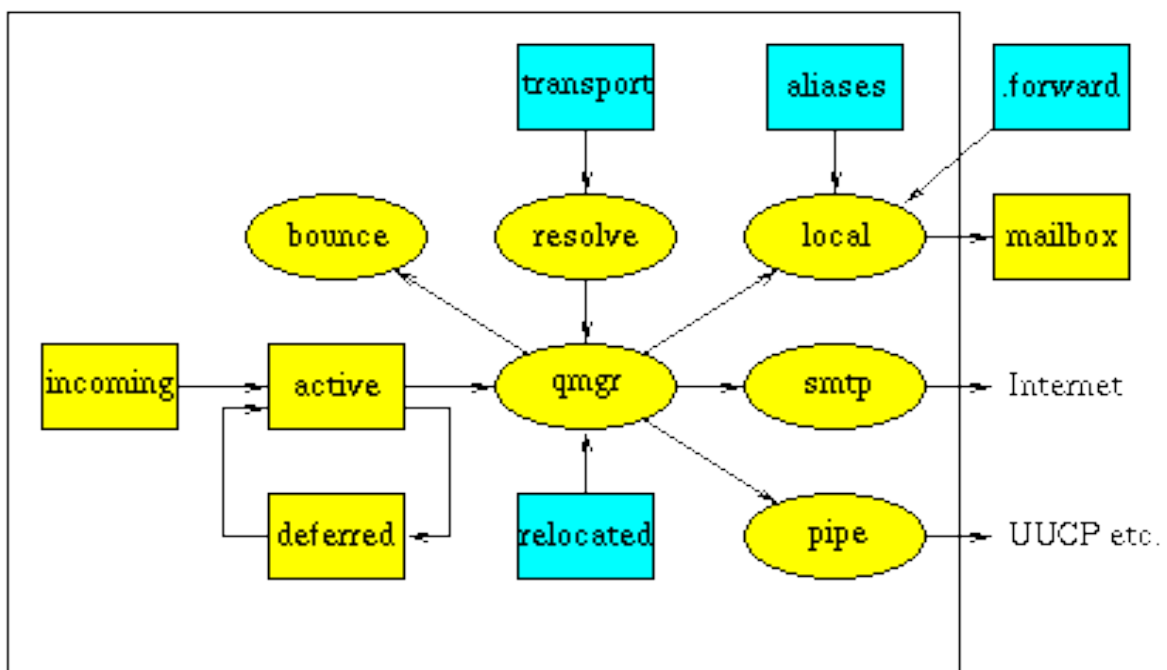 transport
aliases
.forward
bounce
resolve
local
mailbox
incoming
active
qmgr
smtp
Internet
deferred
relocated
pipe
UUCP etc.